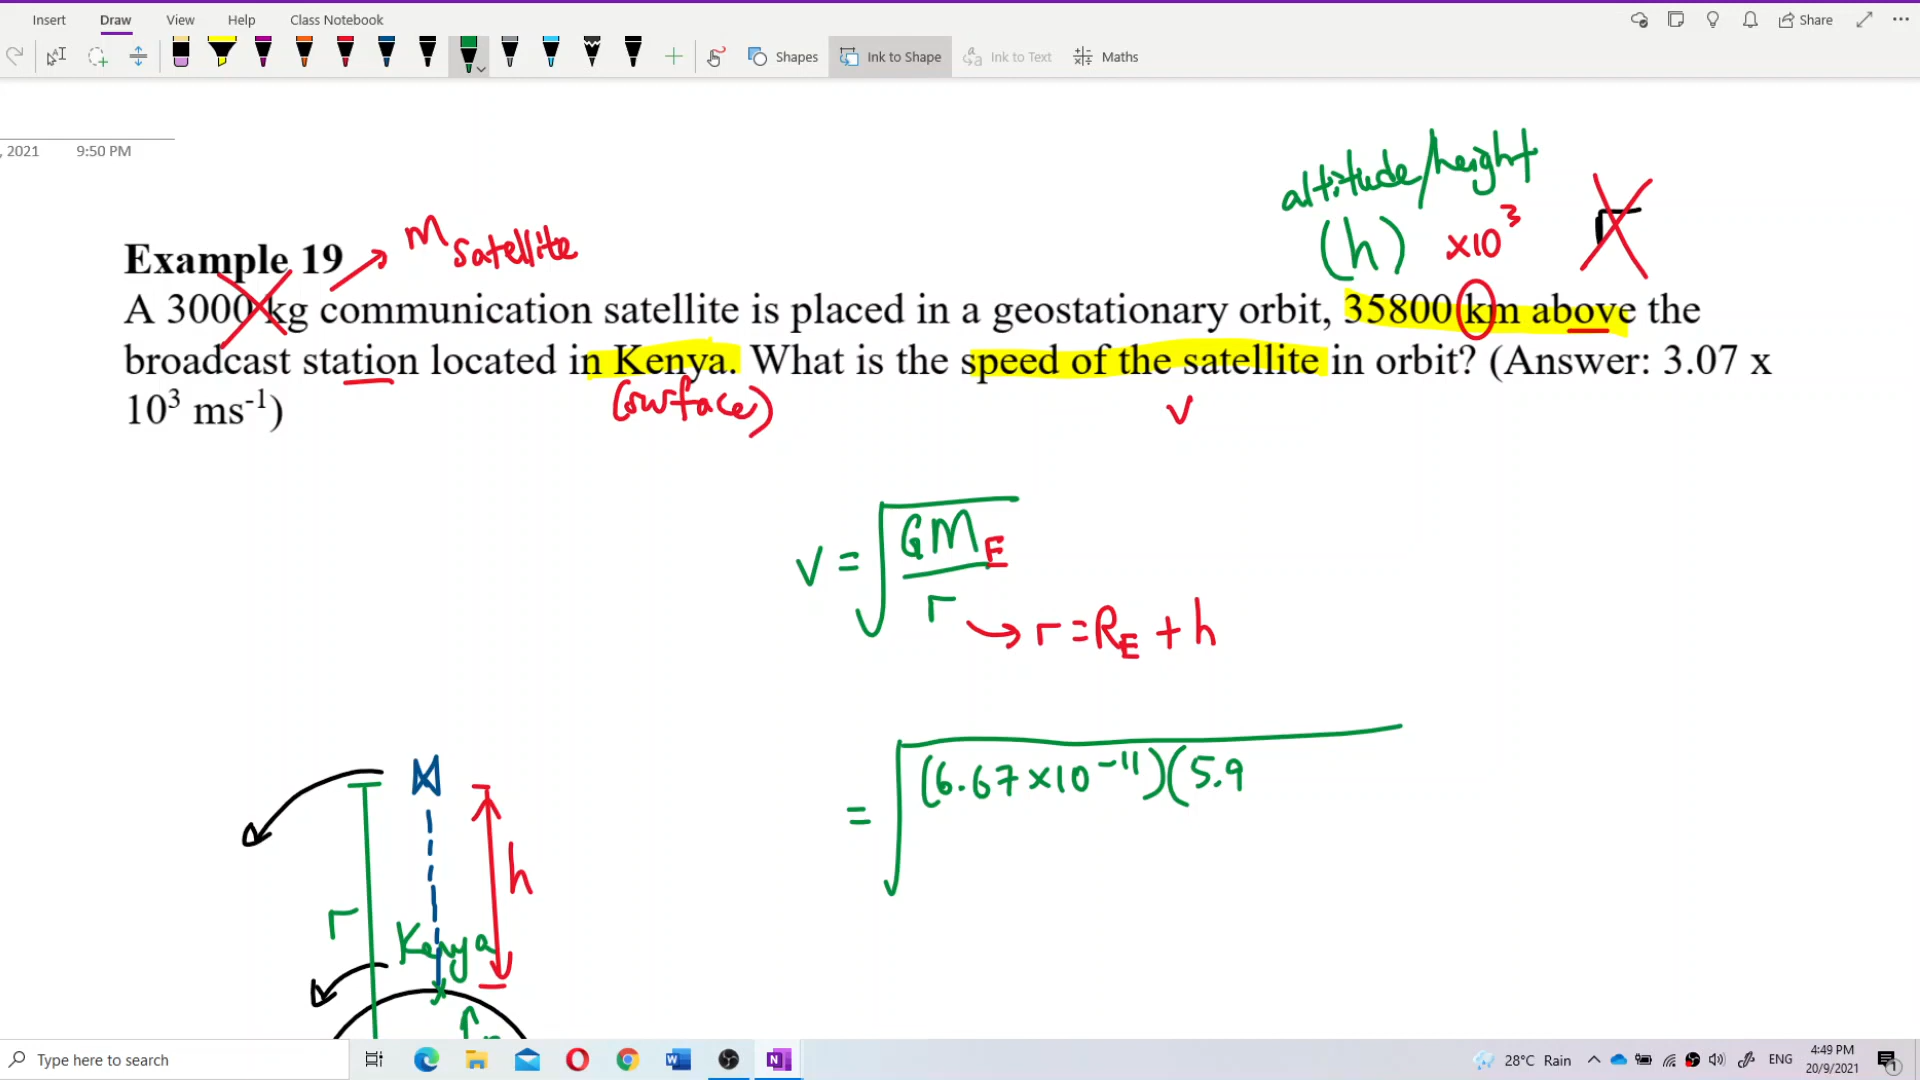 Insert Draw View Help Class Notebook Share
Shapes Ink to Shape Ink to Text Maths
, 2021 9:50 PM
altitude/height
(h) x10³ r
Example 19 m satellite
A 3000 kg communication satellite is placed in a geostationary orbit, 35800 km above the
broadcast station located in Kenya. What is the speed of the satellite in orbit? (Answer: 3.07 x
10³ ms⁻¹) (surface) v
v = √(GM_E / r)
→ r = R_E + h
= √(6.67×10⁻¹¹)(5.9
h
r
Kenya
Type here to search 28°C Rain ENG 4:49 PM
20/9/2021 1